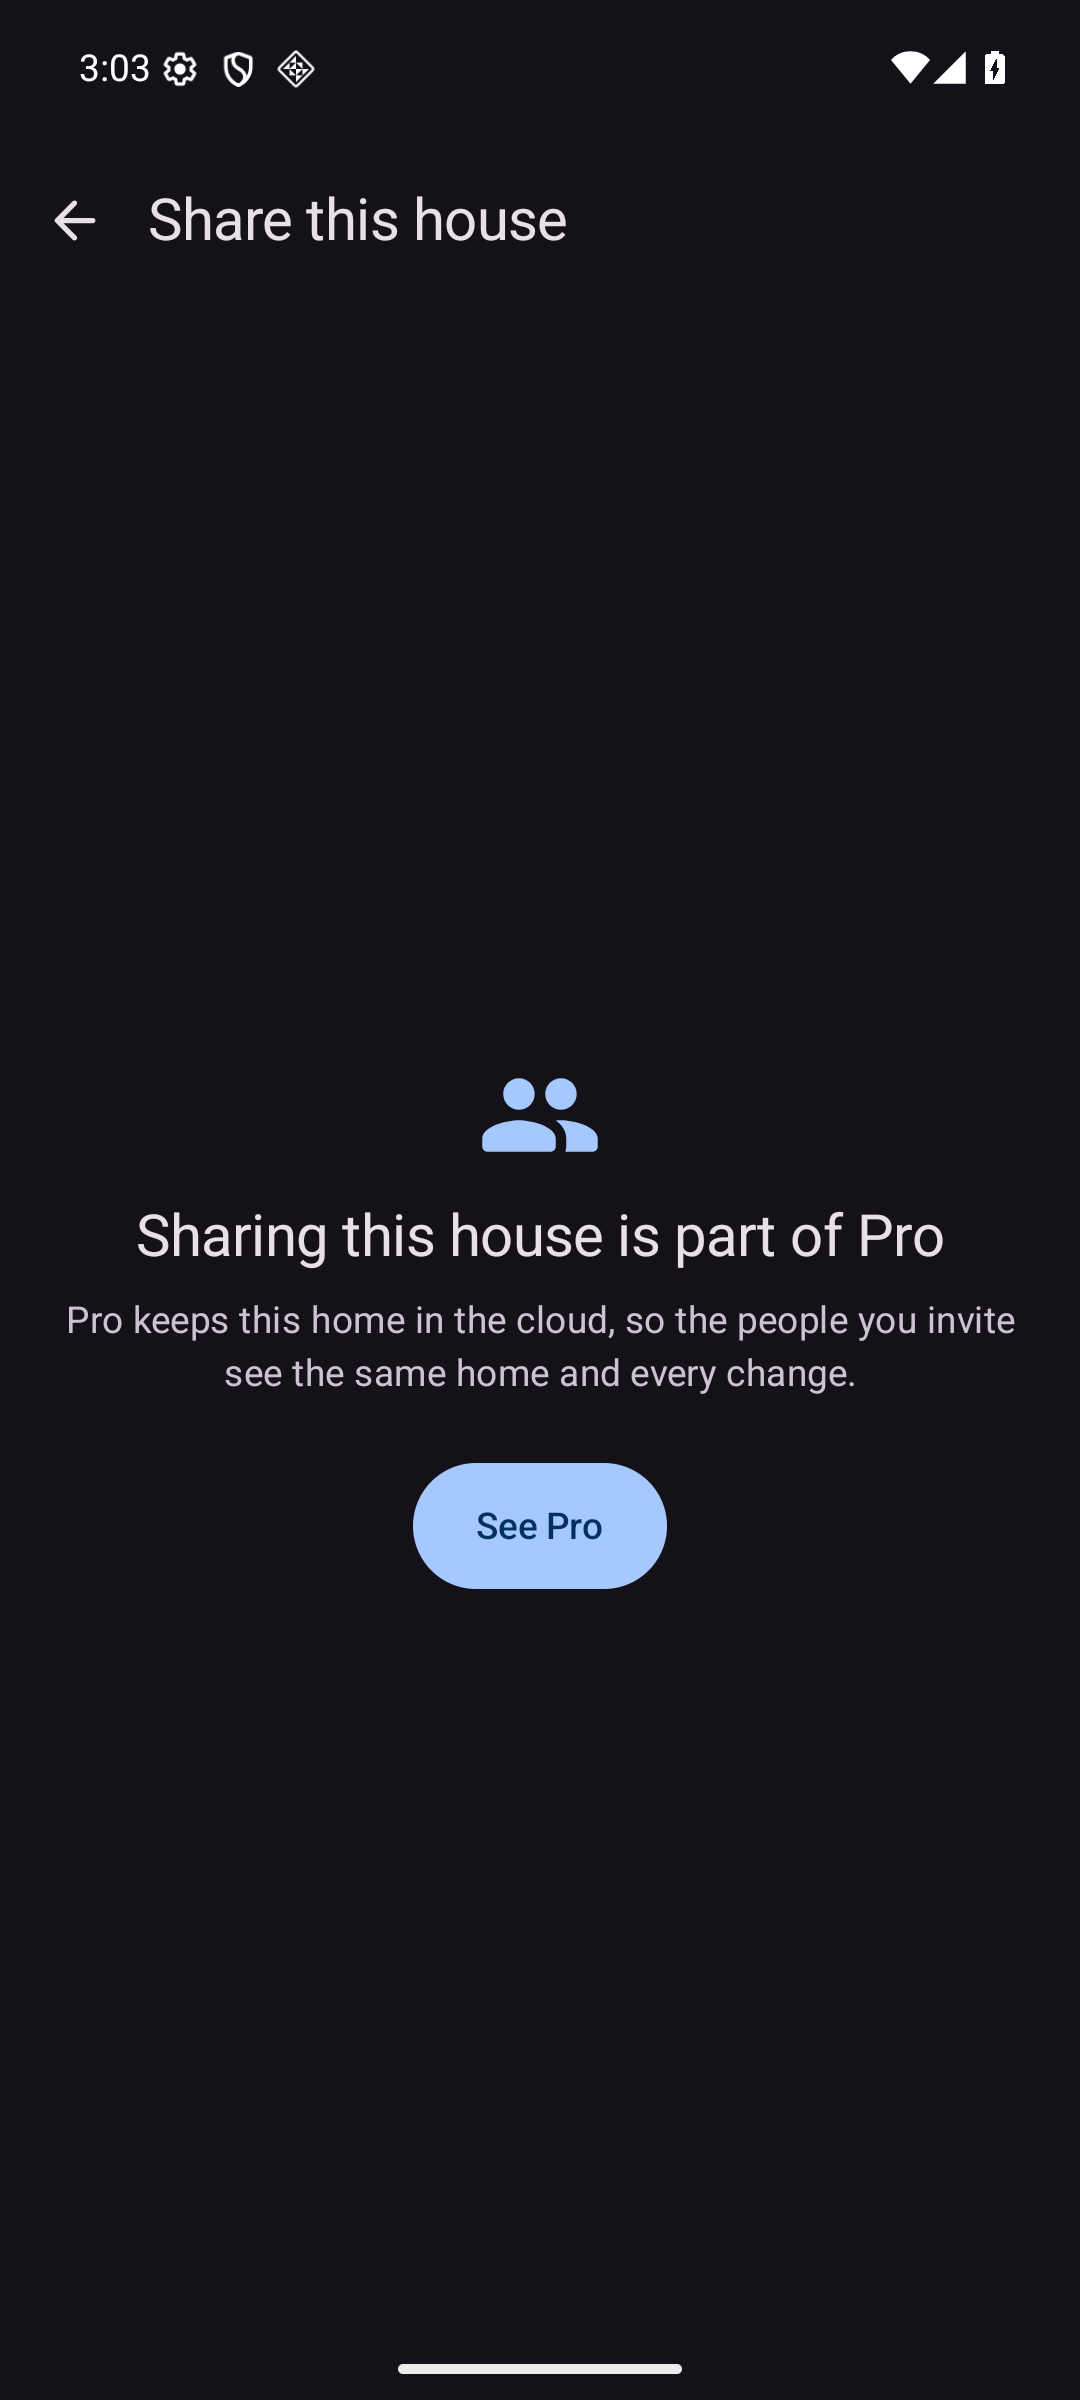 3:03
Share this house
Sharing this house is part of Pro
Pro keeps this home in the cloud, so the people you invite
see the same home and every change.
See Pro